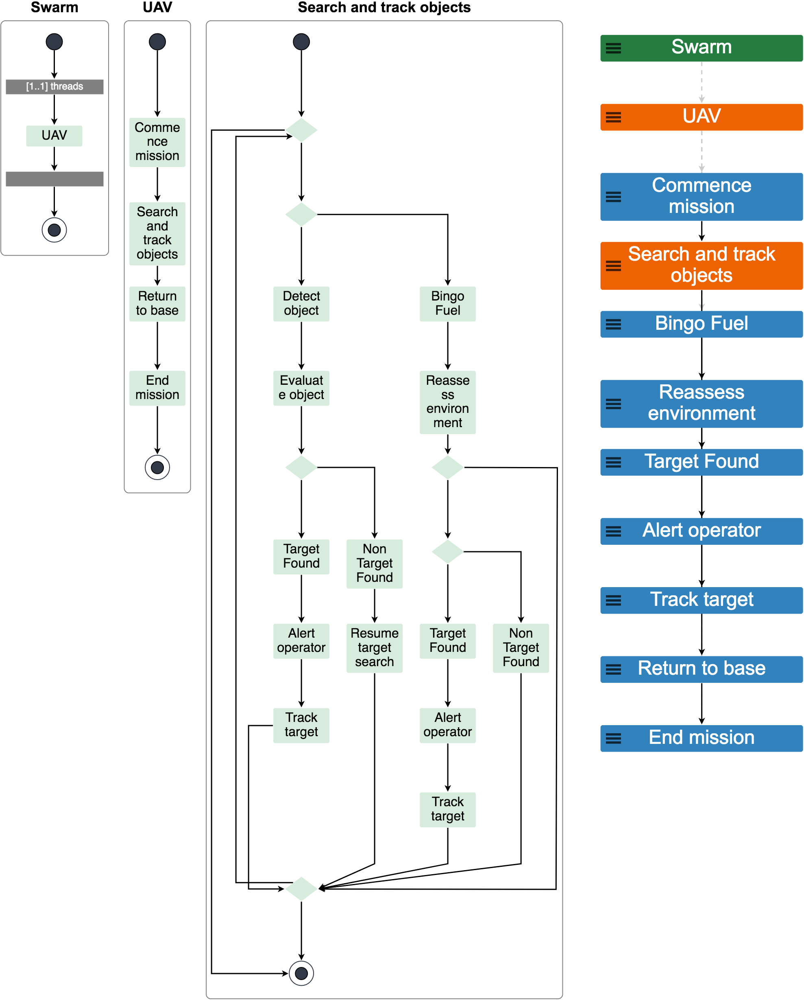 Swarm
[1..1] threads
UAV
UAV
Comme
nce
mission
Search
and
track
objects
Return
to base
End
mission
Search and track objects
Detect
object
Bingo
Fuel
Evaluat
e object
Reasse
ss
environ
ment
Target
Found
Non
Target
Found
Alert
operator
Resume
target
search
Target
Found
Non
Target
Found
Track
target
Alert
operator
Track
target
Swarm
UAV
Commence
mission
Search and track
objects
Bingo Fuel
Reassess
environment
Target Found
Alert operator
Track target
Return to base
End mission